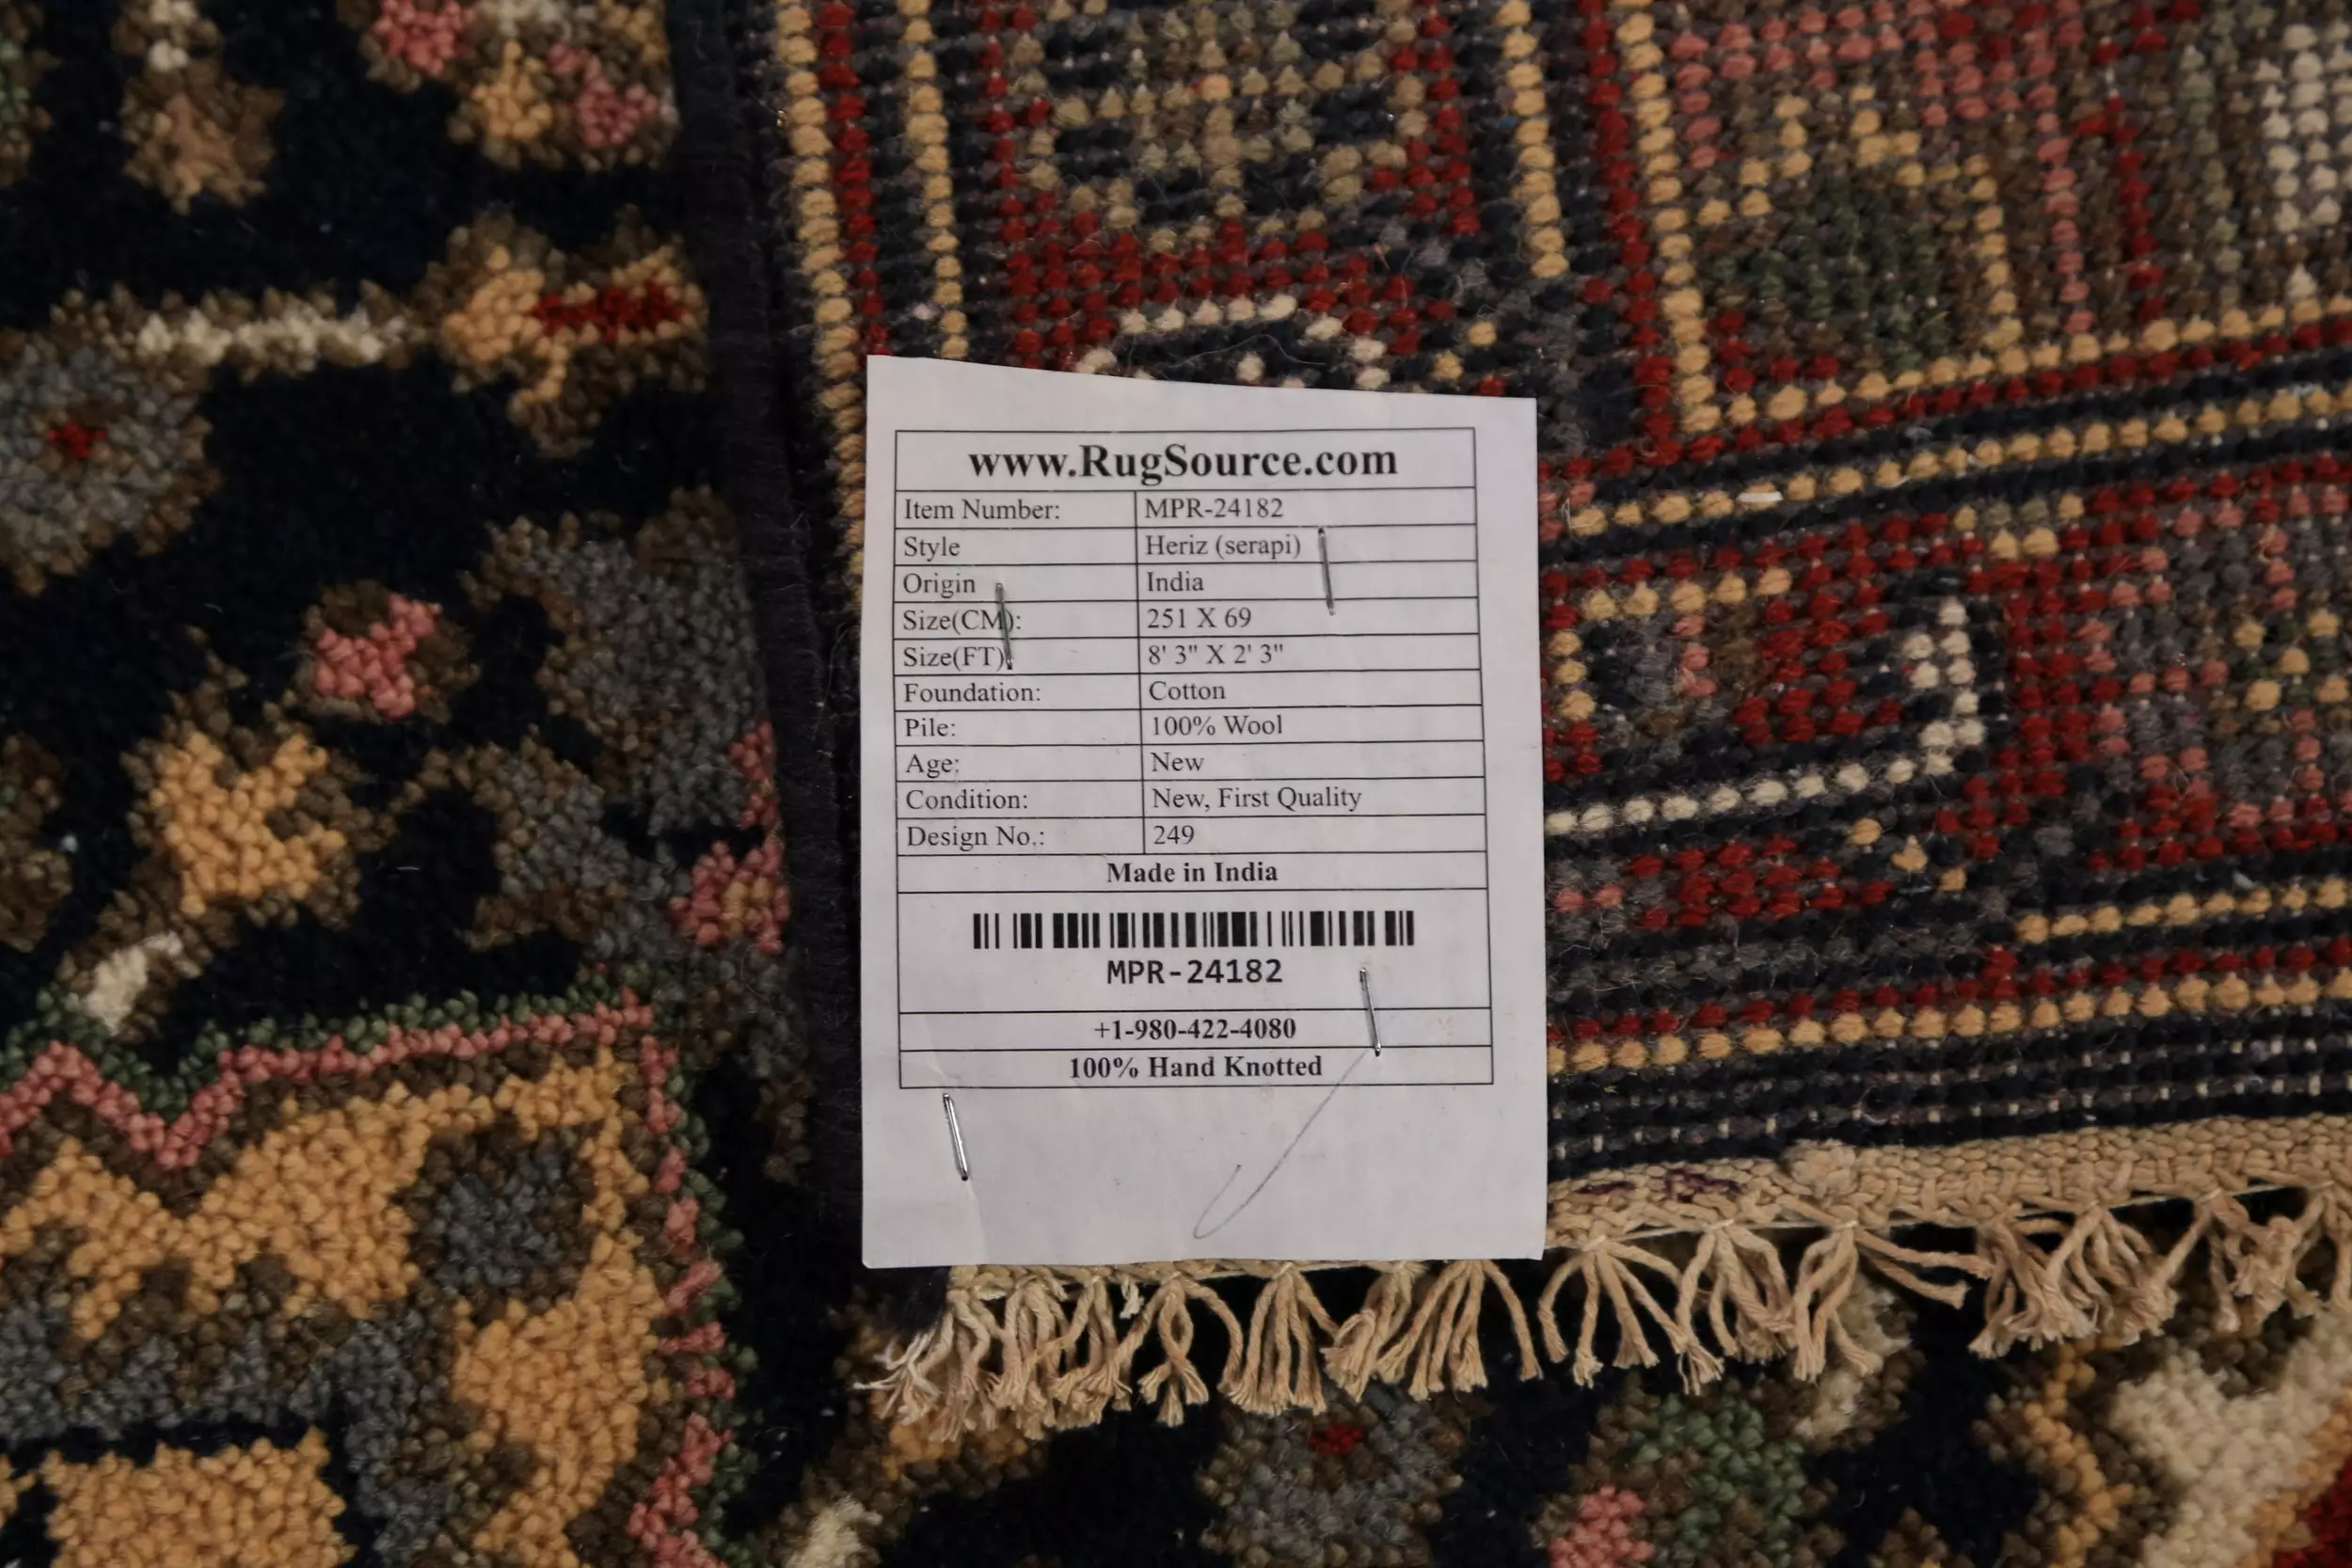 www.RugSource.com
Item Number: MPR-24182
Style Heriz (serapi)
Origin India
Size(CM): 251 X 69
Size(FT) 8' 3" X 2' 3"
Foundation: Cotton
Pile: 100% Wool
Age: New
Condition: New, First Quality
Design No.: 249
Made in India
MPR-24182
+1-980-422-4080
100% Hand Knotted